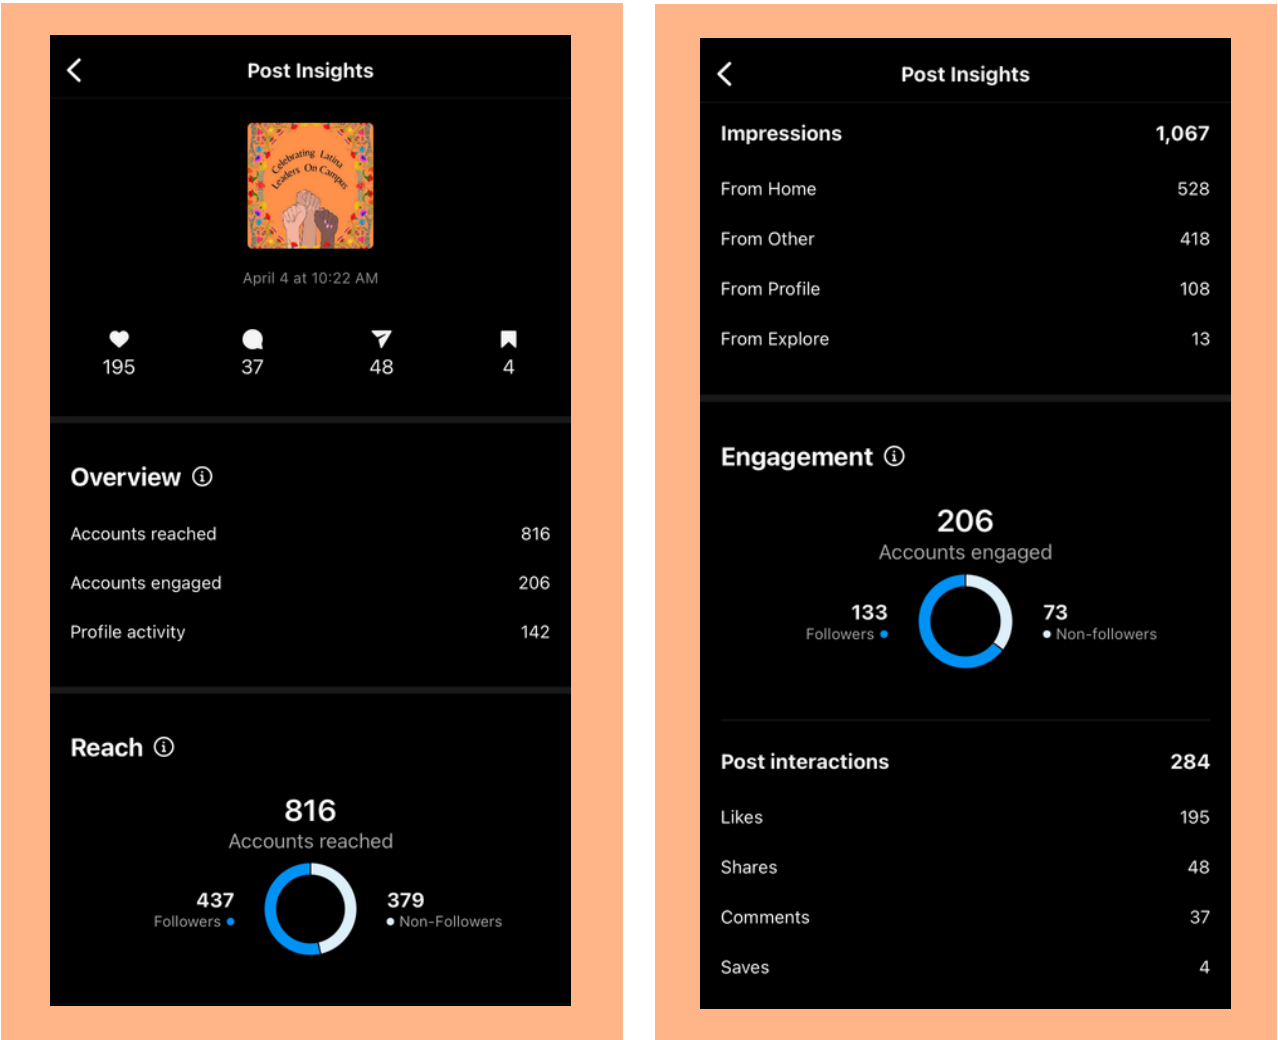 Post Insights
Celebrating Latina
Leaders On Campus
April 4 at 10:22 AM
195 37 48 4
Overview
Accounts reached 816
Accounts engaged 206
Profile activity 142
Reach
816
Accounts reached
437 379
Followers Non-Followers
Post Insights
Impressions 1,067
From Home 528
From Other 418
From Profile 108
From Explore 13
Engagement
206
Accounts engaged
133 73
Followers Non-followers
Post interactions 284
Likes 195
Shares 48
Comments 37
Saves 4